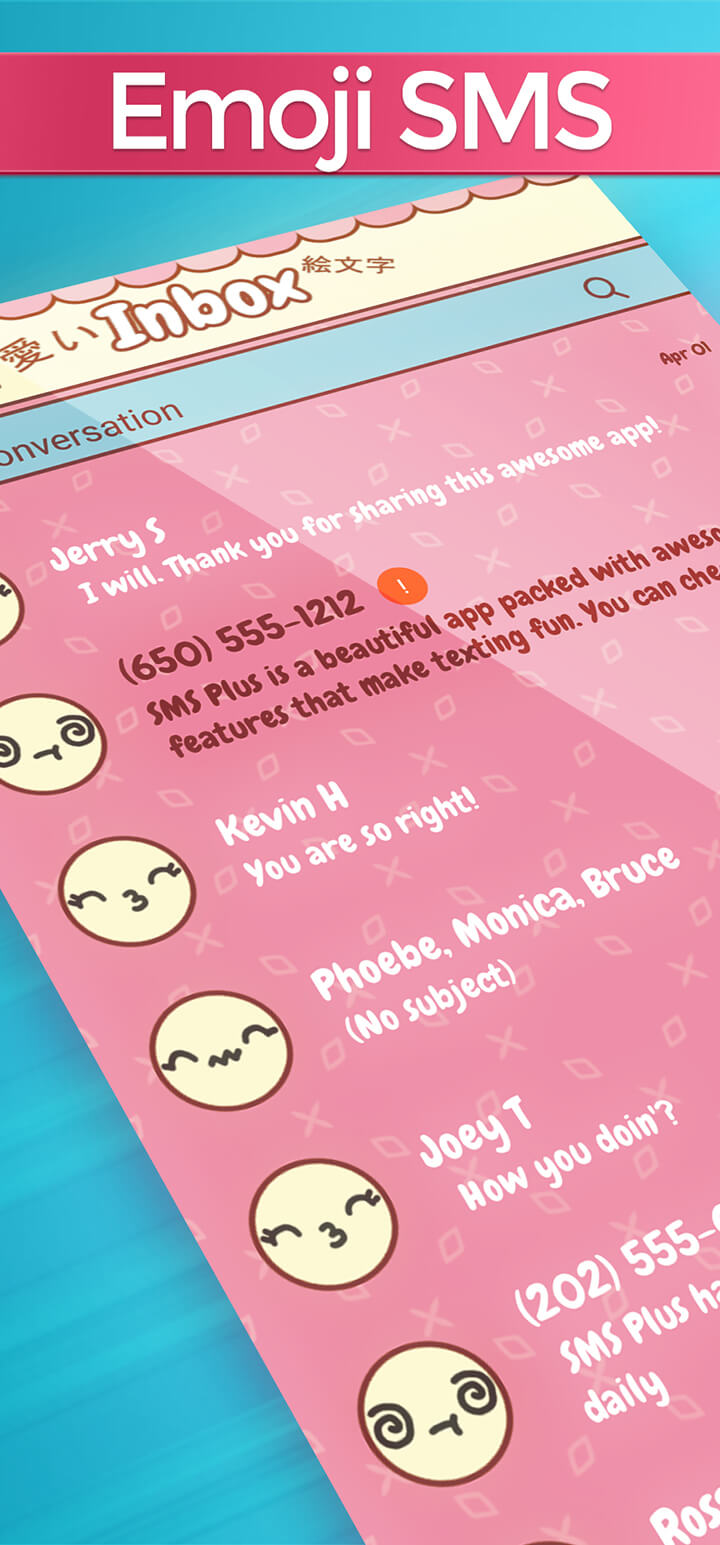 Emoji SMS
愛い Inbox 絵文字
onversation
Apr 01
Jerry S
I will. Thank you for sharing this awesome app!
(650) 555-1212 !
SMS Plus is a beautiful app packed with aweso
features that make texting fun. You can che
Kevin H
You are so right!
Phoebe, Monica, Bruce
(No subject)
Joey T
How you doin'?
(202) 555-
SMS Plus ha
daily
Ross